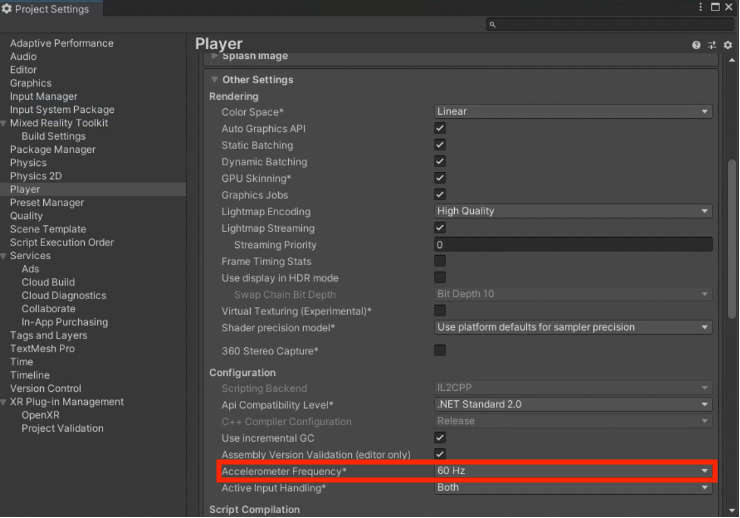 Project Settings
Adaptive Performance
Audio
Editor
Graphics
Input Manager
Input System Package
Mixed Reality Toolkit
Build Settings
Package Manager
Physics
Physics 2D
Player
Preset Manager
Quality
Scene Template
Script Execution Order
Services
Ads
Cloud Build
Cloud Diagnostics
Collaborate
In-App Purchasing
Tags and Layers
TextMesh Pro
Time
Timeline
Version Control
XR Plug-in Management
OpenXR
Project Validation
Player
Splash Image
Other Settings
Rendering
Color Space* Linear
Auto Graphics API
Static Batching
Dynamic Batching
GPU Skinning*
Graphics Jobs
Lightmap Encoding High Quality
Lightmap Streaming
Streaming Priority 0
Frame Timing Stats
Use display in HDR mode
Swap Chain Bit Depth Bit Depth 10
Virtual Texturing (Experimental)*
Shader precision model* Use platform defaults for sampler precision
360 Stereo Capture*
Configuration
Scripting Backend IL2CPP
Api Compatibility Level* .NET Standard 2.0
C++ Compiler Configuration Release
Use incremental GC
Assembly Version Validation (editor only)
Accelerometer Frequency* 60 Hz
Active Input Handling* Both
Script Compilation